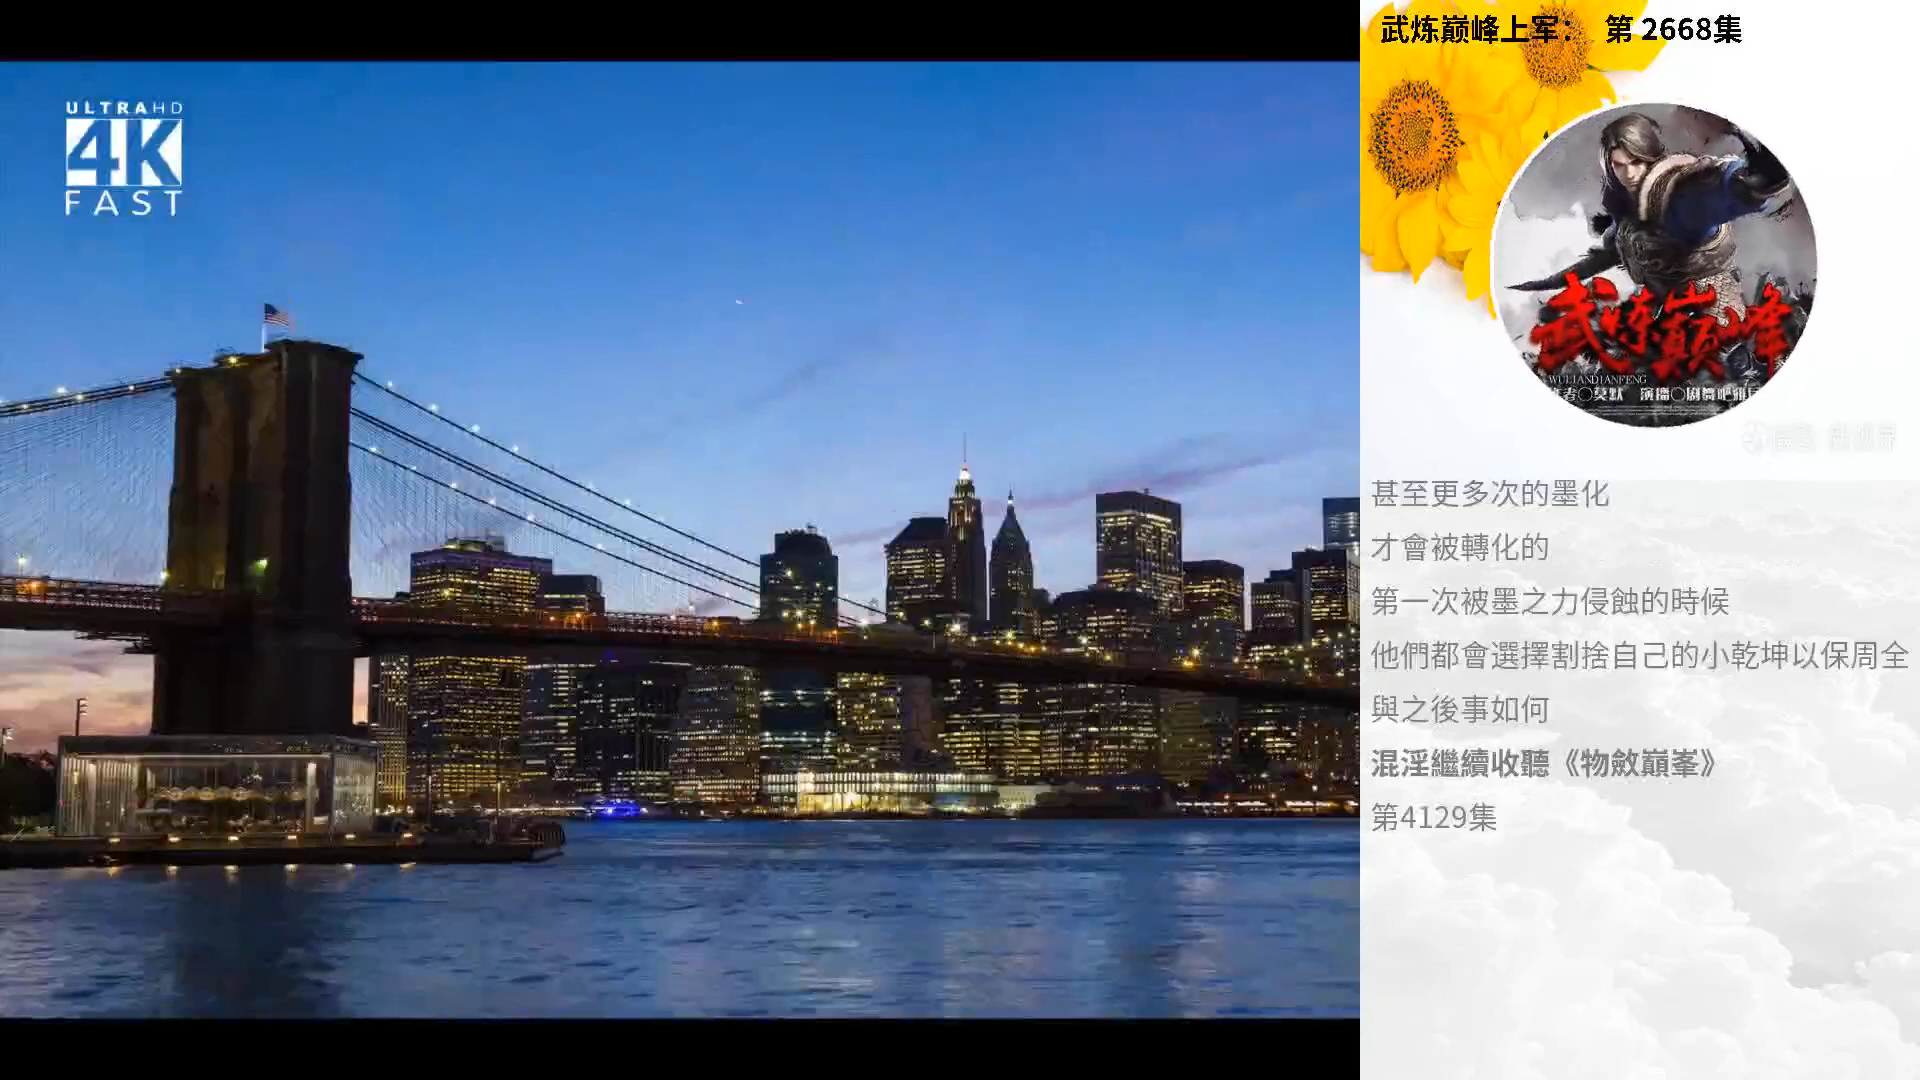 ULTRAHD
4K
FAST
武炼巅峰上军： 第 2668集
武炼巅峰
WULIANDIANFENG
甚至更多次的墨化
才會被轉化的
第一次被墨之力侵蝕的時候
他們都會選擇割捨自己的小乾坤以保周全
與之後事如何
混淫繼續收聽《物斂巔峯》
第4129集